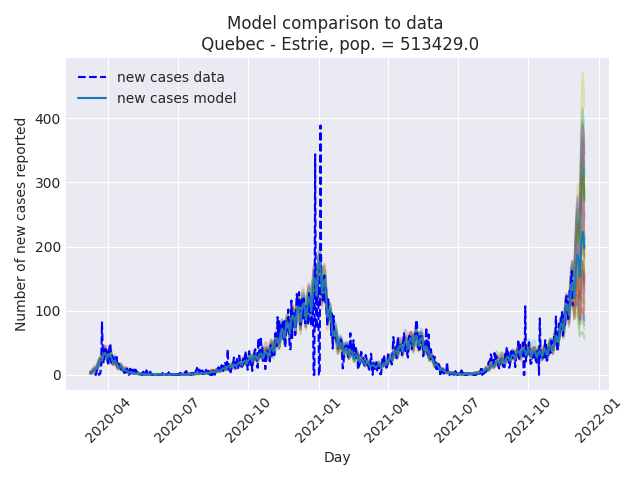 Model comparison to data
Quebec - Estrie, pop. = 513429.0
new cases data
new cases model
Number of new cases reported
400
300
200
100
0
2020-04
2020-07
2020-10
2021-01
2021-04
2021-07
2021-10
2022-01
Day